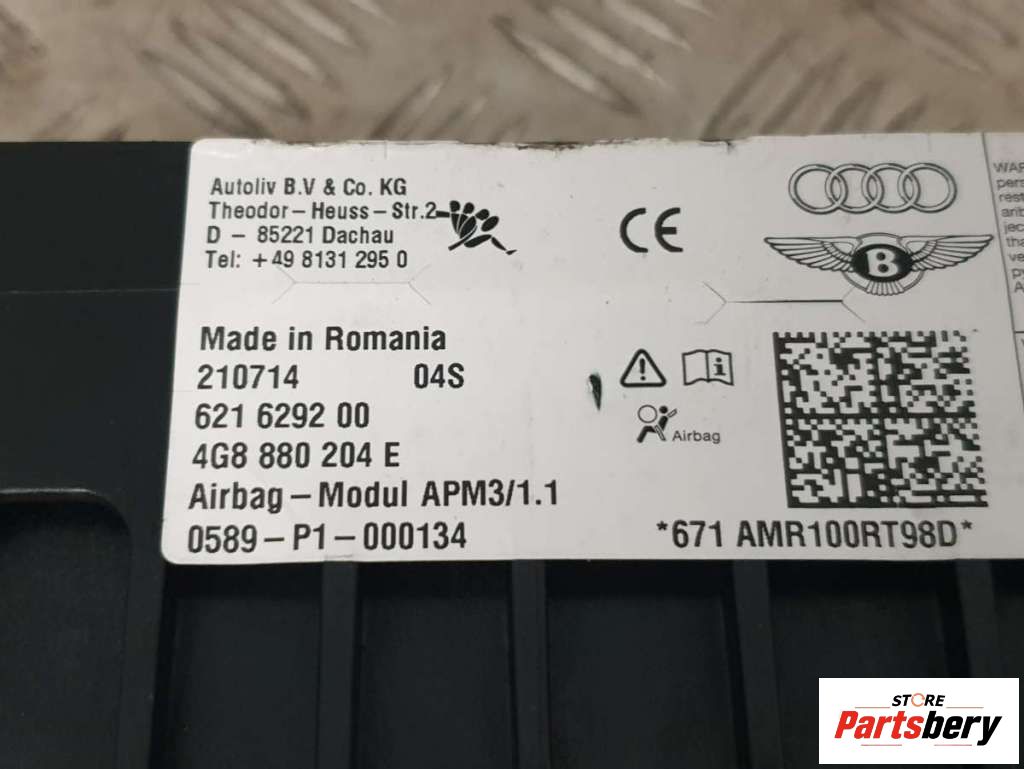 Autoliv B.V & Co. KG
Theodor-Heuss-Str.2
D - 85221 Dachau
Tel: +49 8131 295 0
CE
B
Made in Romania
210714 04S
621 6292 00
4G8 880 204 E
Airbag-Modul APM3/1.1
0589-P1-000134
Airbag
*671 AMR100RT98D*
STORE
Partsbery